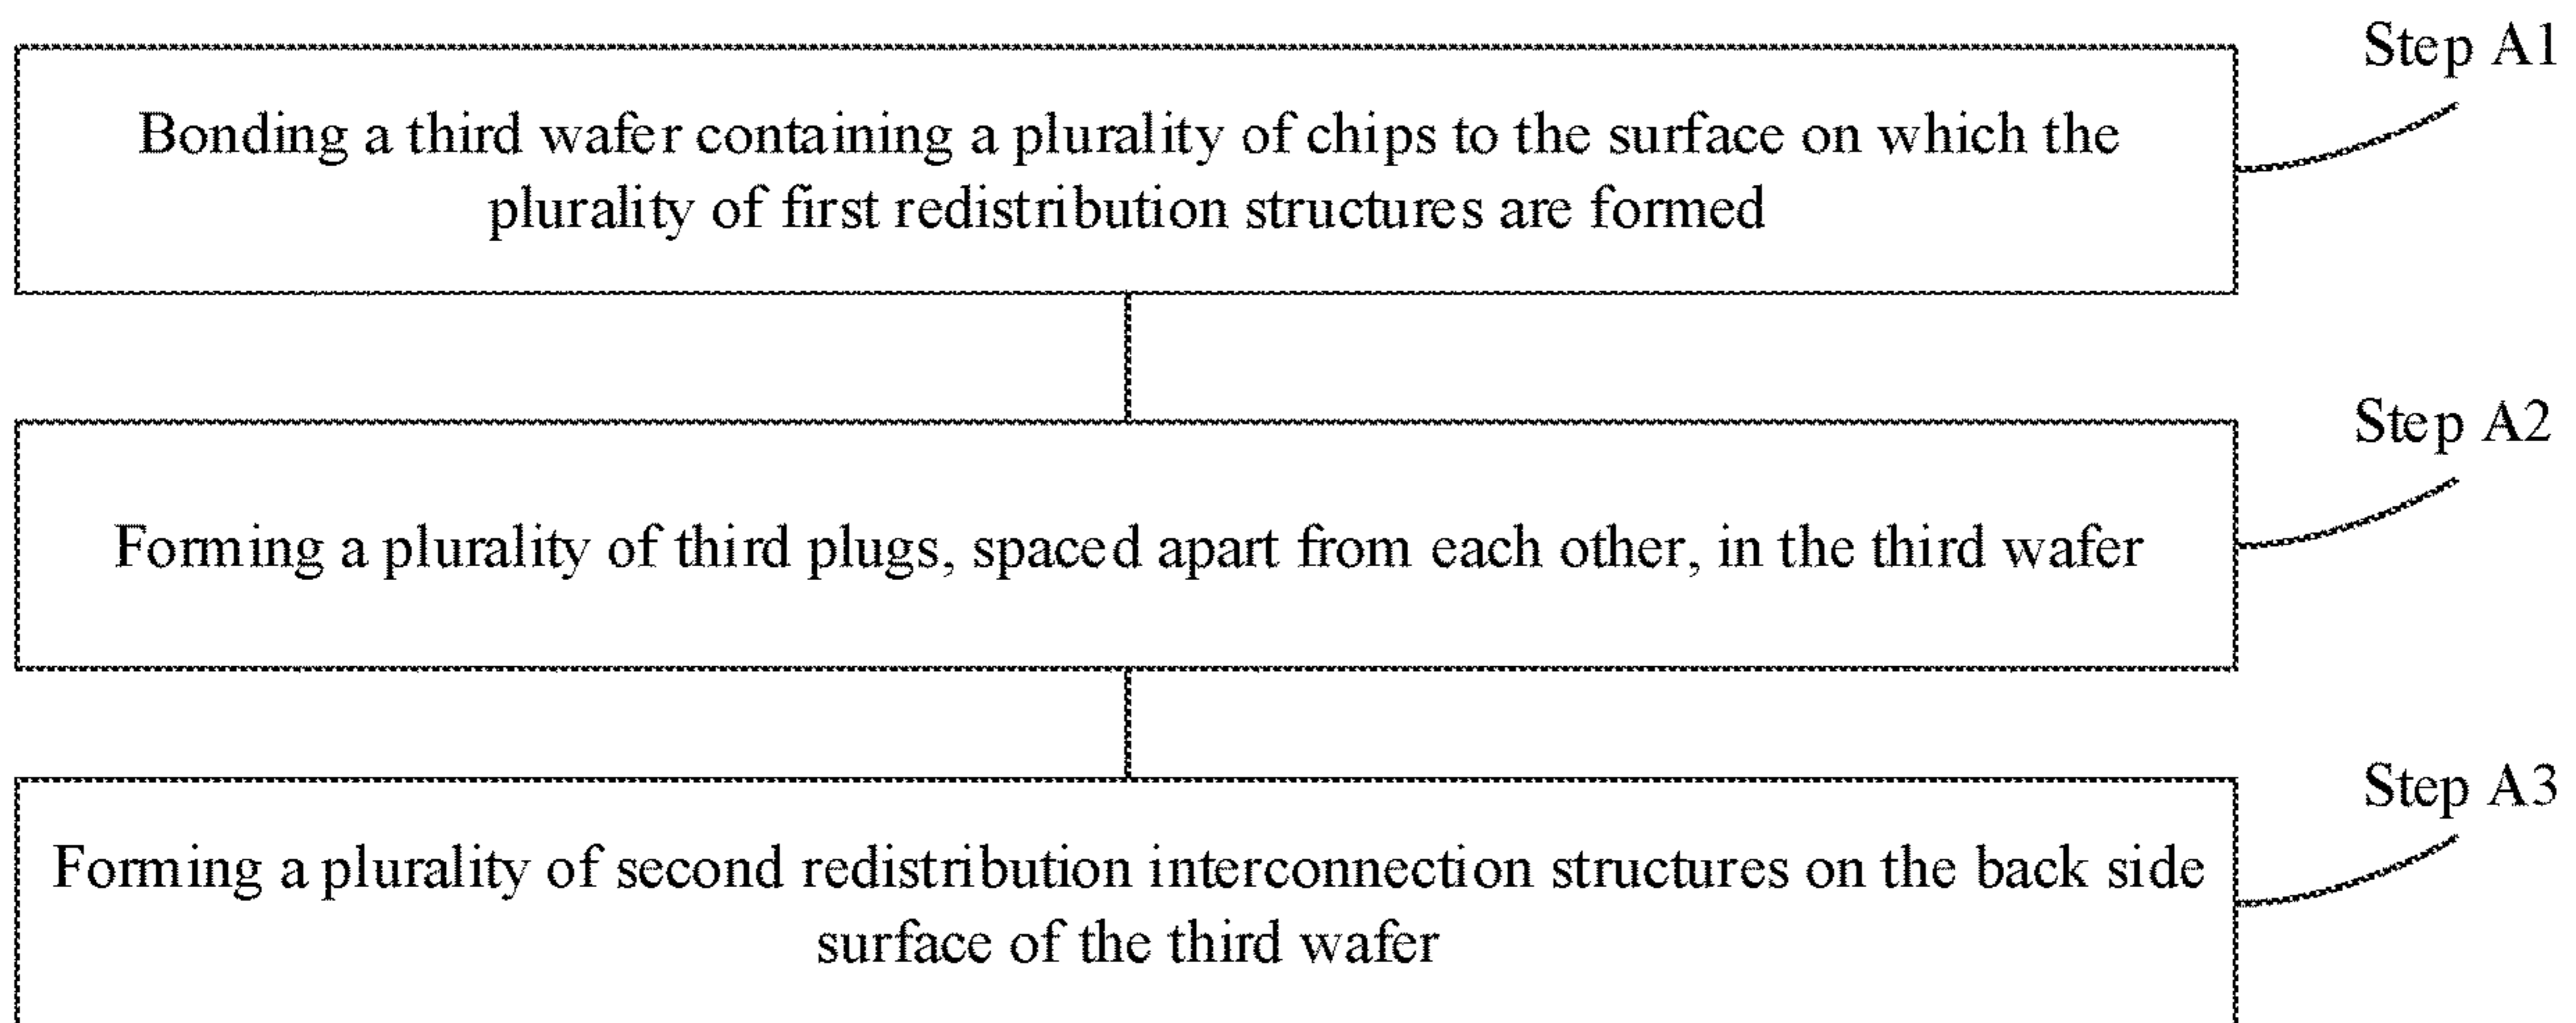 Step A1
Bonding a third wafer containing a plurality of chips to the surface on which the
plurality of first redistribution structures are formed
Step A2
Forming a plurality of third plugs, spaced apart from each other, in the third wafer
Step A3
Forming a plurality of second redistribution interconnection structures on the back side
surface of the third wafer